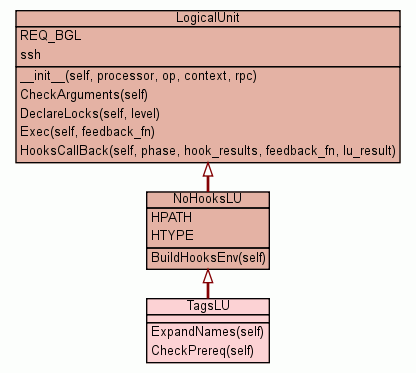 LogicalUnit
REQ_BGL
ssh
__init__(self, processor, op, context, rpc)
CheckArguments(self)
DeclareLocks(self, level)
Exec(self, feedback_fn)
HooksCallBack(self, phase, hook_results, feedback_fn, lu_result)
NoHooksLU
HPATH
HTYPE
BuildHooksEnv(self)
TagsLU
ExpandNames(self)
CheckPrereq(self)